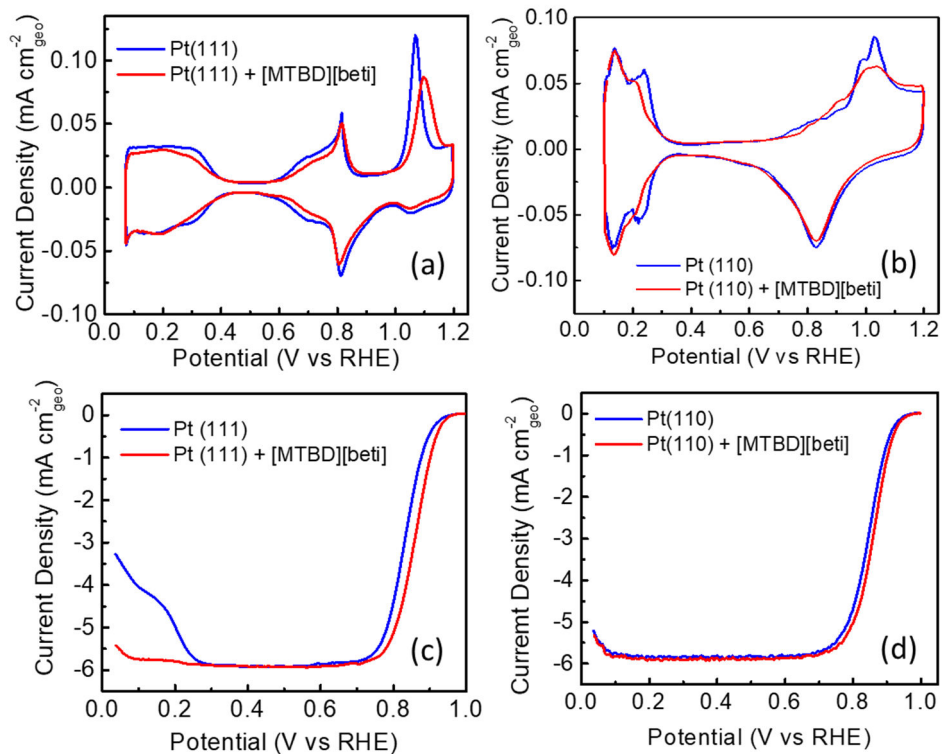 0.10
0.05
0.00
-0.05
-0.10
0.0 0.2 0.4 0.6 0.8 1.0 1.2
Potential (V vs RHE)
Current Density (mA cm⁻²geo)
Pt(111)
Pt(111) + [MTBD][beti]
(a)
0.10
0.05
0.00
-0.05
-0.10
0.0 0.2 0.4 0.6 0.8 1.0 1.2
Potential (V vs RHE)
Current Density (mA cm⁻²geo)
Pt (110)
Pt (110) + [MTBD][beti]
(b)
0
-1
-2
-3
-4
-5
-6
0.0 0.2 0.4 0.6 0.8 1.0
Potential (V vs RHE)
Current Density (mA cm⁻²geo)
Pt (111)
Pt (111) + [MTBD][beti]
(c)
0
-1
-2
-3
-4
-5
-6
0.0 0.2 0.4 0.6 0.8 1.0
Potential (V vs RHE)
Curremt Density (mA cm⁻²geo)
Pt(110)
Pt(110) + [MTBD][beti]
(d)